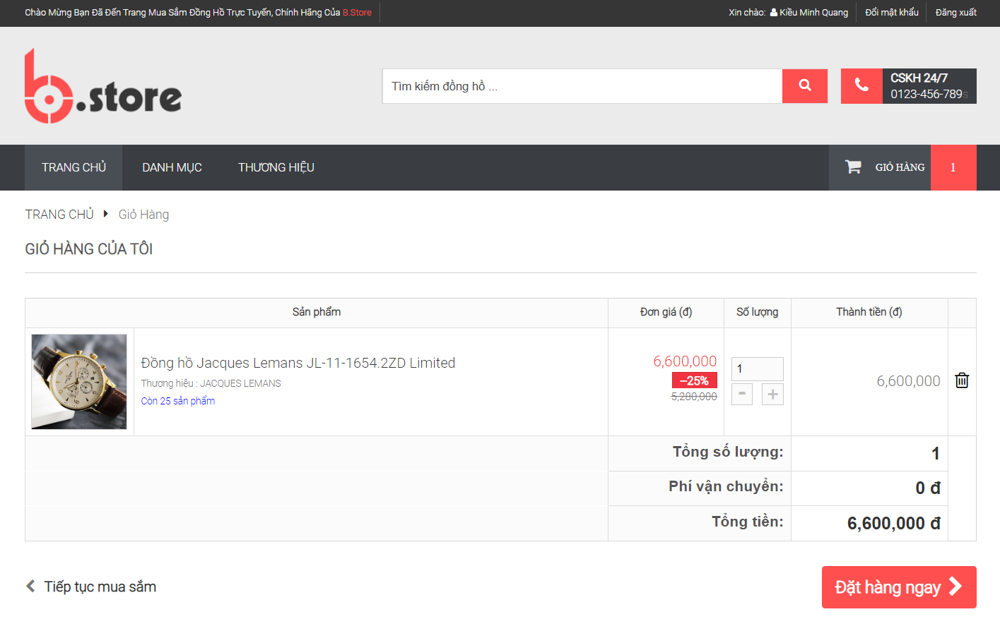 Chào Mừng Bạn Đã Đến Trang Mua Sắm Đồng Hồ Trực Tuyến, Chính Hãng Của B.Store
Xin chào: Kiều Minh Quang
Đổi mật khẩu
Đăng xuất
b.store
Tìm kiếm đồng hồ ...
CSKH 24/7
0123-456-789s
TRANG CHỦ
DANH MỤC
THƯƠNG HIỆU
GIỎ HÀNG
1
TRANG CHỦ
Giỏ Hàng
GIỎ HÀNG CỦA TÔI
Sản phẩm
Đơn giá (đ)
Số lượng
Thành tiền (đ)
Đồng hồ Jacques Lemans JL-11-1654.2ZD Limited
Thương hiệu : JACQUES LEMANS
Còn 25 sản phẩm
6,600,000
–25%
5,280,000
1
-
+
6,600,000
Tổng số lượng:
1
Phí vận chuyển:
0 đ
Tổng tiền:
6,600,000 đ
Tiếp tục mua sắm
Đặt hàng ngay